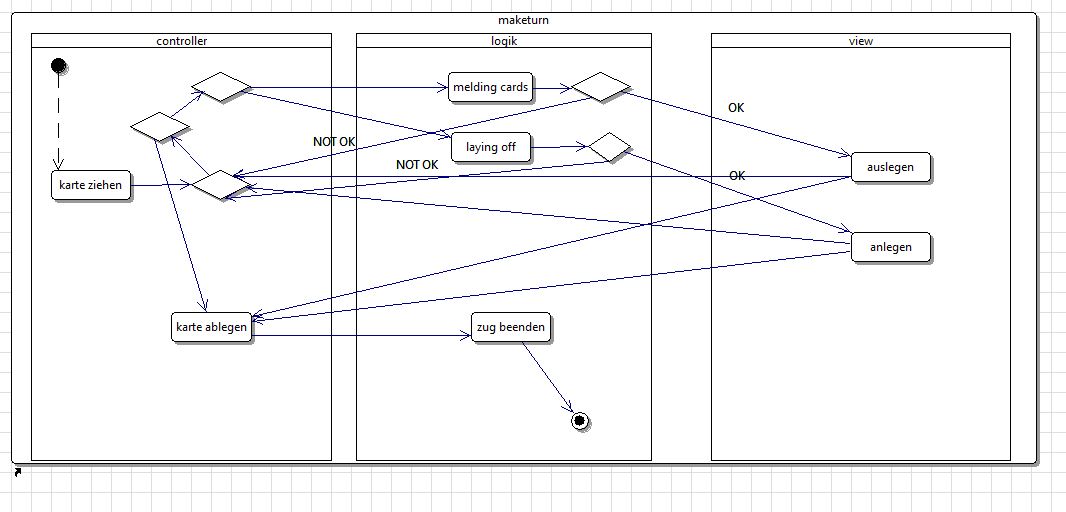 maketurn
controller
logik
view
melding cards
OK
NOT OK
laying off
NOT OK
auslegen
OK
karte ziehen
anlegen
karte ablegen
zug beenden